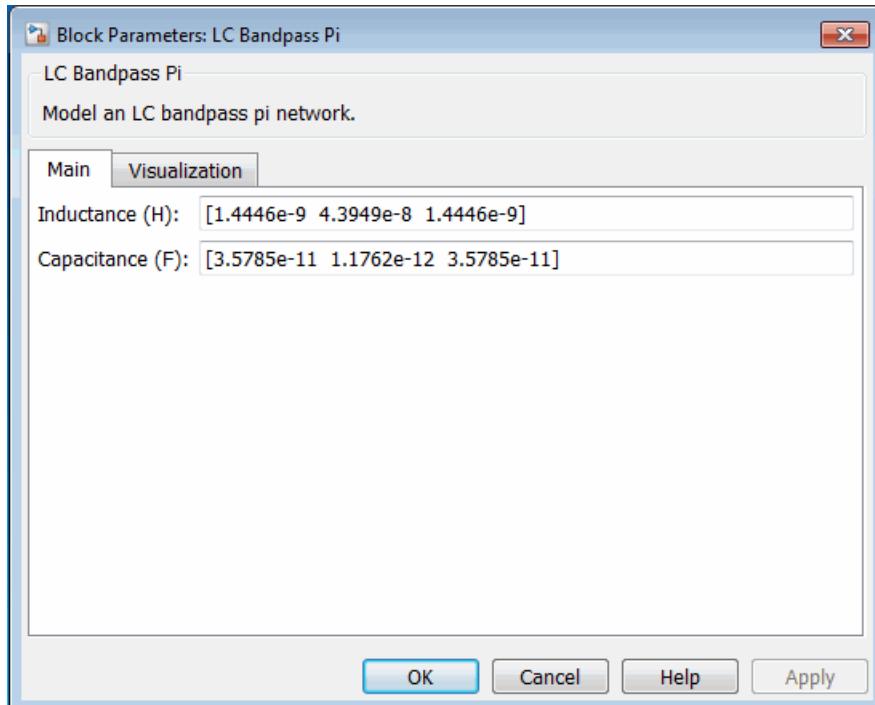 Block Parameters: LC Bandpass Pi
LC Bandpass Pi
Model an LC bandpass pi network.
Main Visualization
Inductance (H): [1.4446e-9 4.3949e-8 1.4446e-9]
Capacitance (F): [3.5785e-11 1.1762e-12 3.5785e-11]
OK Cancel Help Apply